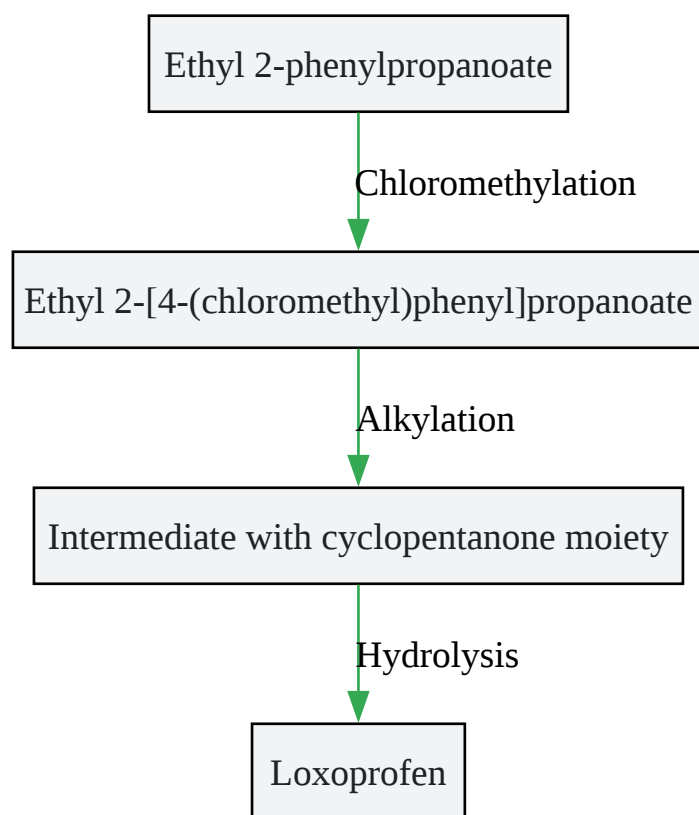 Ethyl 2-phenylpropanoate
Chloromethylation
Ethyl 2-[4-(chloromethyl)phenyl]propanoate
Alkylation
Intermediate with cyclopentanone moiety
Hydrolysis
Loxoprofen